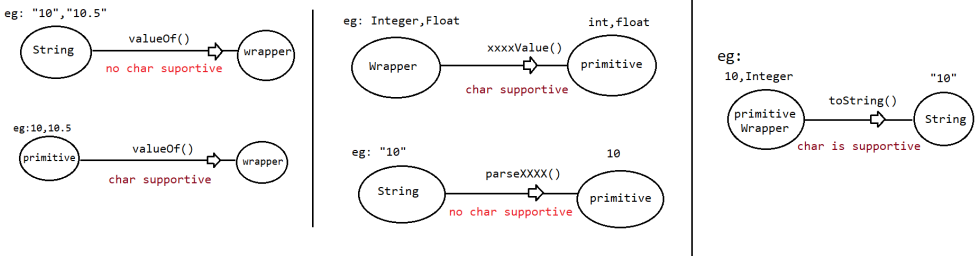 eg: "10","10.5"
String
valueOf()
wrapper
no char suportive
eg:10,10.5
primitive
valueOf()
wrapper
char supportive
eg: Integer,Float
int,float
Wrapper
xxxxValue()
primitive
char supportive
eg: "10"
10
String
parseXXXX()
primitive
no char supportive
eg:
10,Integer
"10"
primitive
Wrapper
toString()
String
char is supportive